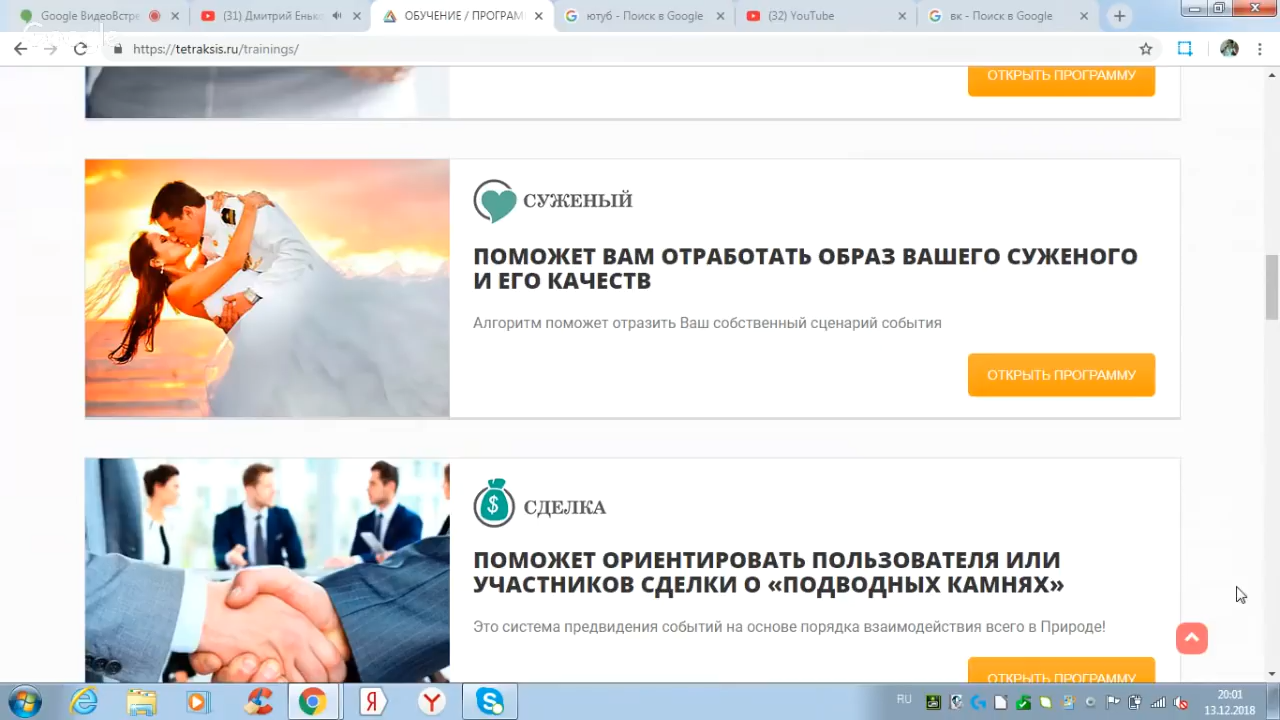 Google ВидеоВстре
(31) Дмитрий Енько
ОБУЧЕНИЕ / ПРОГРАМ
ютуб - Поиск в Google
(32) YouTube
вк - Поиск в Google
https://tetraksis.ru/trainings/
ОТКРЫТЬ ПРОГРАММУ
СУЖЕНЫЙ
ПОМОЖЕТ ВАМ ОТРАБОТАТЬ ОБРАЗ ВАШЕГО СУЖЕНОГО
И ЕГО КАЧЕСТВ
Алгоритм поможет отразить Ваш собственный сценарий события
ОТКРЫТЬ ПРОГРАММУ
СДЕЛКА
ПОМОЖЕТ ОРИЕНТИРОВАТЬ ПОЛЬЗОВАТЕЛЯ ИЛИ
УЧАСТНИКОВ СДЕЛКИ О «ПОДВОДНЫХ КАМНЯХ»
Это система предвидения событий на основе порядка взаимодействия всего в Природе!
ОТКРЫТЬ ПРОГРАММУ
RU
20:01
13.12.2018